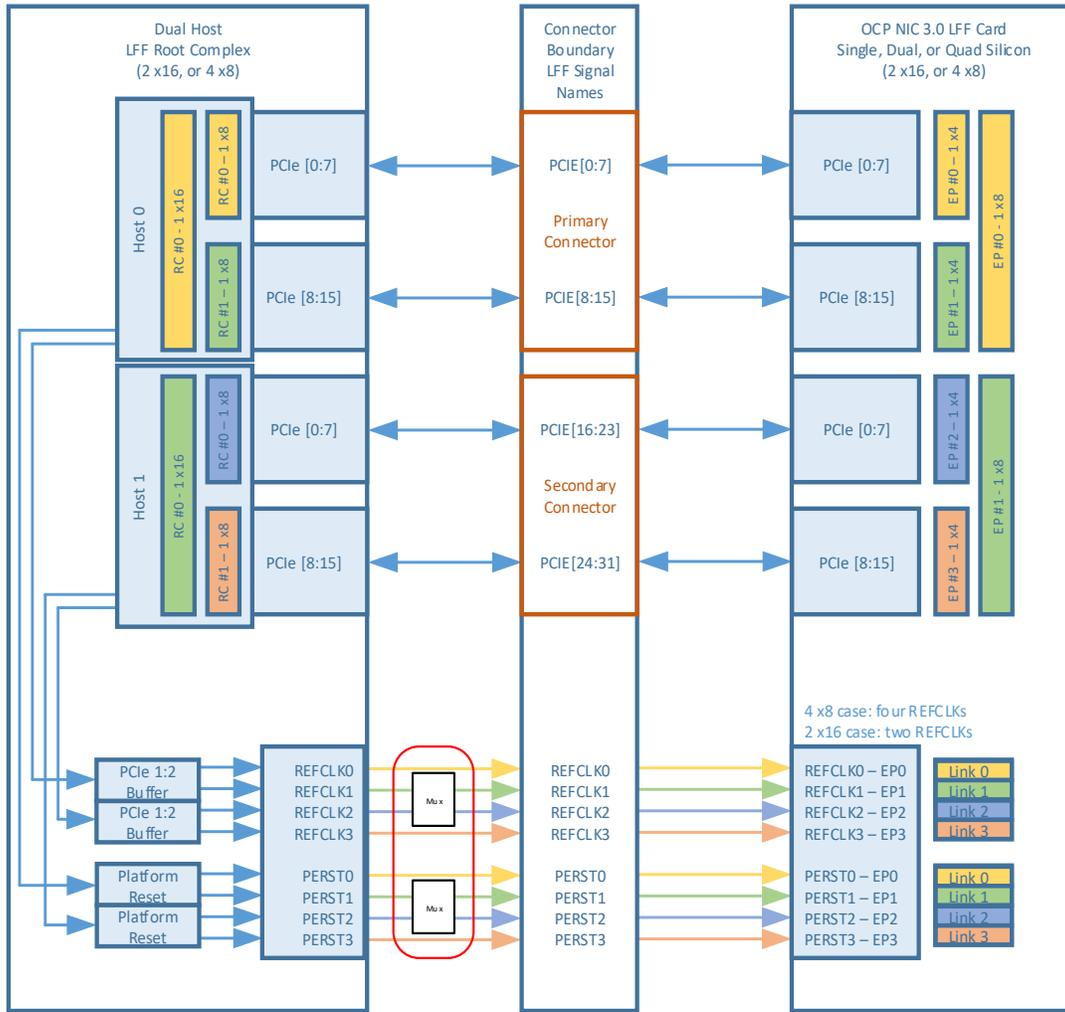 Dual Host
LFF Root Complex
(2 x16, or 4 x8)
Host 0
RC #0 - 1 x16
RC #0 – 1 x8
RC #1 – 1 x8
PCIe [0:7]
PCIe [8:15]
Host 1
RC #0 - 1 x16
RC #0 – 1 x8
RC #1 – 1 x8
PCIe [0:7]
PCIe [8:15]
PCIe 1:2
Buffer
PCIe 1:2
Buffer
Platform
Reset
Platform
Reset
REFCLK0
REFCLK1
REFCLK2
REFCLK3
PERST0
PERST1
PERST2
PERST3
Mux
Mux
Connector
Boundary
LFF Signal
Names
PCIE[0:7]
Primary
Connector
PCIE[8:15]
PCIE[16:23]
Secondary
Connector
PCIE[24:31]
REFCLK0
REFCLK1
REFCLK2
REFCLK3
PERST0
PERST1
PERST2
PERST3
OCP NIC 3.0 LFF Card
Single, Dual, or Quad Silicon
(2 x16, or 4 x8)
PCIe [0:7]
PCIe [8:15]
EP #0 – 1 x4
EP #1 – 1 x4
EP #0 - 1 x8
PCIe [0:7]
PCIe [8:15]
EP #2 – 1 x4
EP #3 – 1 x4
EP #1 - 1 x8
4 x8 case: four REFCLKs
2 x16 case: two REFCLKs
REFCLK0 – EP0
REFCLK1 – EP1
REFCLK2 – EP2
REFCLK3 – EP3
PERST0 – EP0
PERST1 – EP1
PERST2 – EP2
PERST3 – EP3
Link 0
Link 1
Link 2
Link 3
Link 0
Link 1
Link 2
Link 3